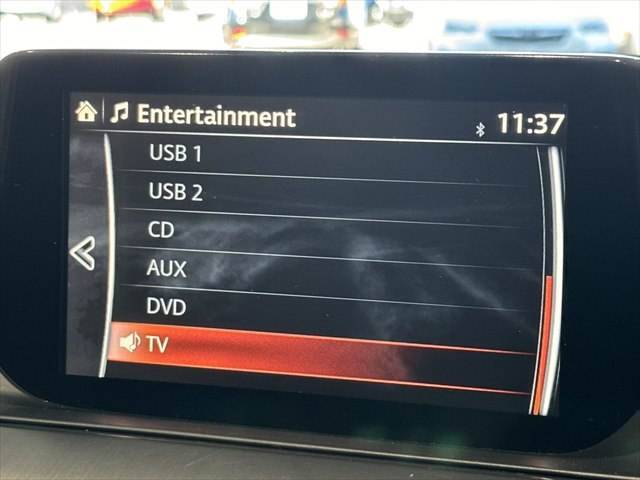 Entertainment
11:37
USB 1
USB 2
CD
AUX
DVD
TV